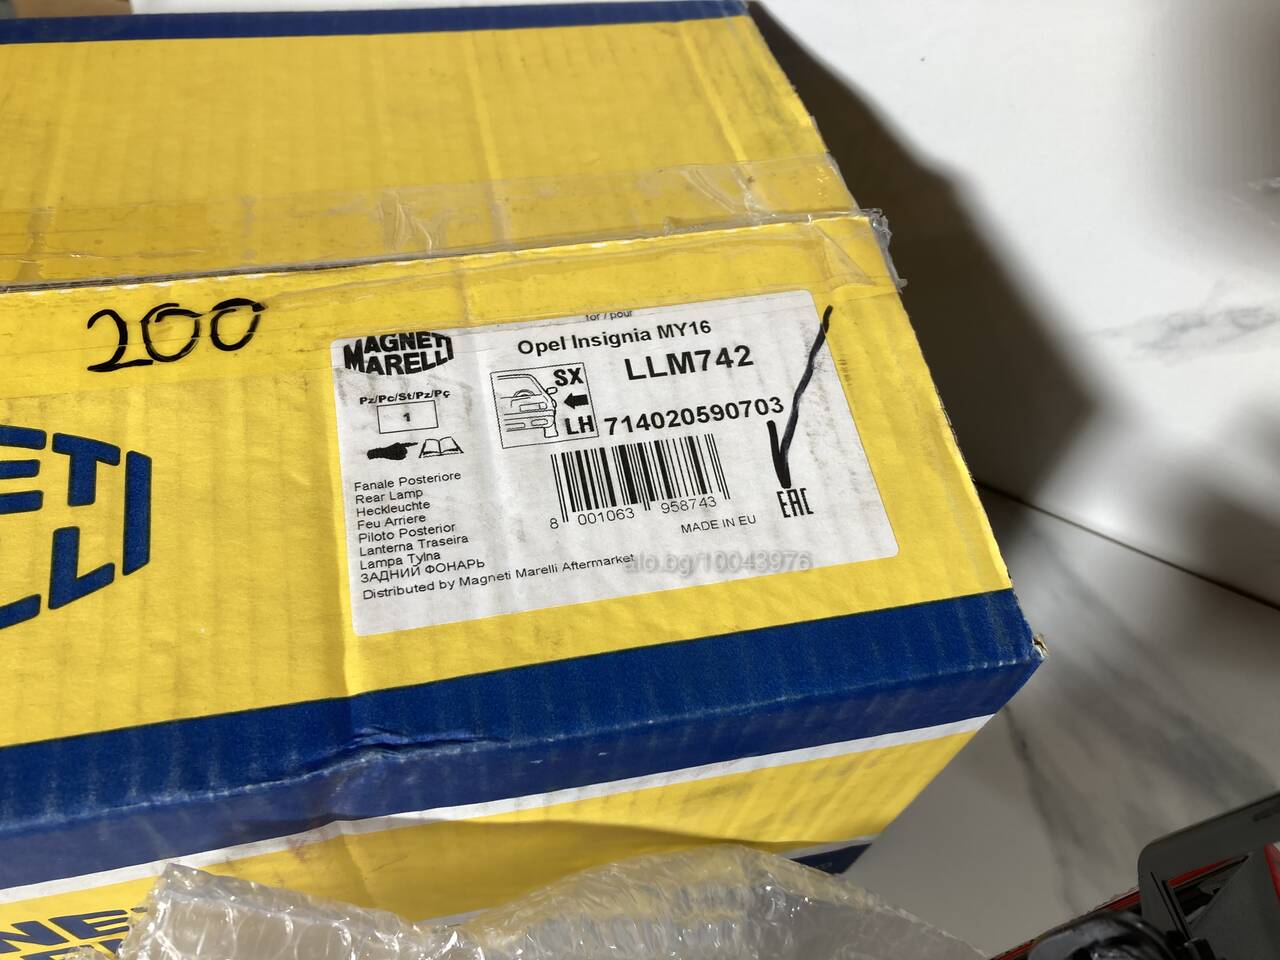 200
for / pour
Opel Insignia MY16
MAGNETI
MARELLI
LLM742
SX
LH
714020590703
Pz/Pc/St/Pz/Pç
1
8 001063 958743
MADE IN EU
EAC
Fanale Posteriore
Rear Lamp
Heckleuchte
Feu Arriere
Piloto Posterior
Lanterna Traseira
Lampa Tylna
ЗАДНИЙ ФОНАРЬ
Distributed by Magneti Marelli Aftermarket
alo.bg/10043976
ETI
LI